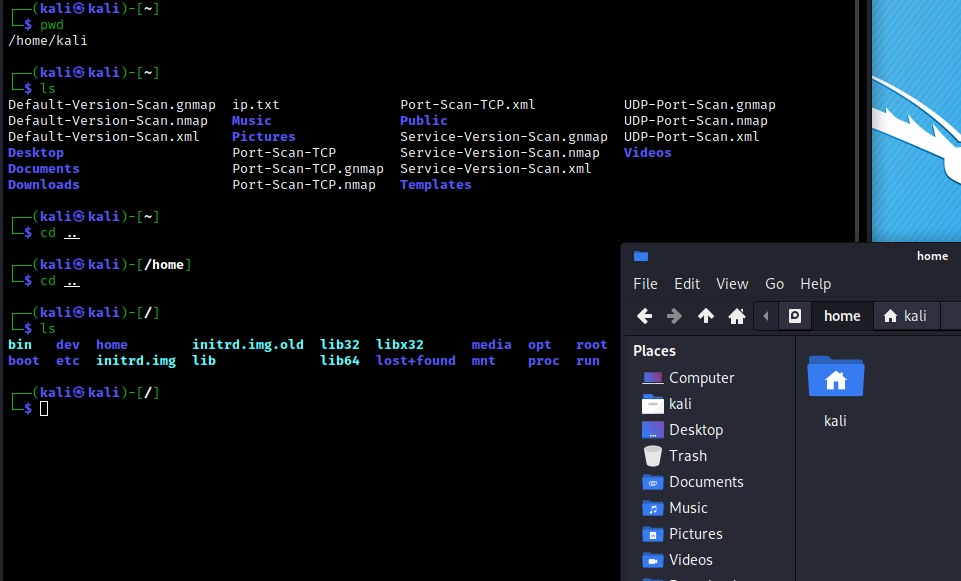 ┌──(kali㉿kali)-[~]
└─$ pwd
/home/kali
┌──(kali㉿kali)-[~]
└─$ ls
Default-Version-Scan.gnmap  ip.txt  Port-Scan-TCP.xml  UDP-Port-Scan.gnmap
Default-Version-Scan.nmap  Music  Public  UDP-Port-Scan.nmap
Default-Version-Scan.xml  Pictures  Service-Version-Scan.gnmap  UDP-Port-Scan.xml
Desktop  Port-Scan-TCP  Service-Version-Scan.nmap  Videos
Documents  Port-Scan-TCP.gnmap  Service-Version-Scan.xml
Downloads  Port-Scan-TCP.nmap  Templates
┌──(kali㉿kali)-[~]
└─$ cd ..
┌──(kali㉿kali)-[/home]
└─$ cd ..
┌──(kali㉿kali)-[/]
└─$ ls
bin  dev  home  initrd.img.old  lib32  libx32  media  opt  root
boot  etc  initrd.img  lib  lib64  lost+found  mnt  proc  run
┌──(kali㉿kali)-[/]
└─$
home
File  Edit  View  Go  Help
home  kali
Places
Computer
kali
Desktop
Trash
Documents
Music
Pictures
Videos
kali